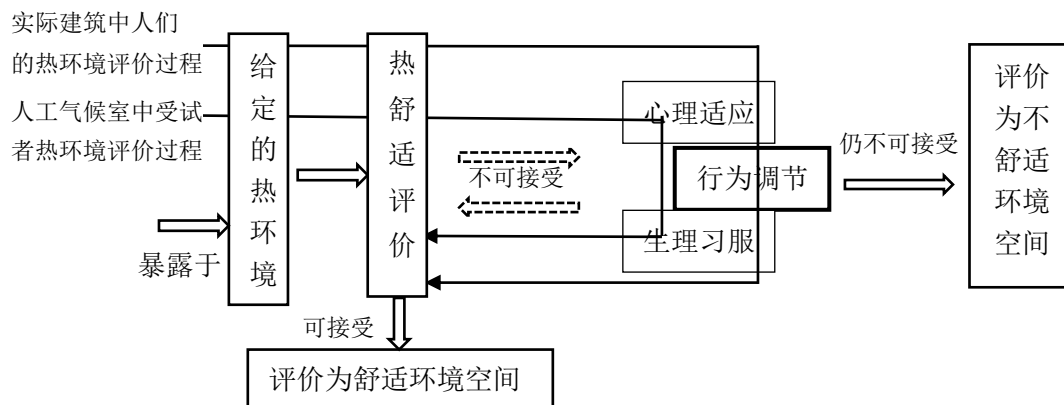 实际建筑中人们
的热环境评价过程
人工气候室中受试
者热环境评价过程
暴露于
给定的热环境
热舒适评价
不可接受
心理适应
行为调节
生理习服
仍不可接受
评价
为不
舒适
环境
空间
可接受
评价为舒适环境空间